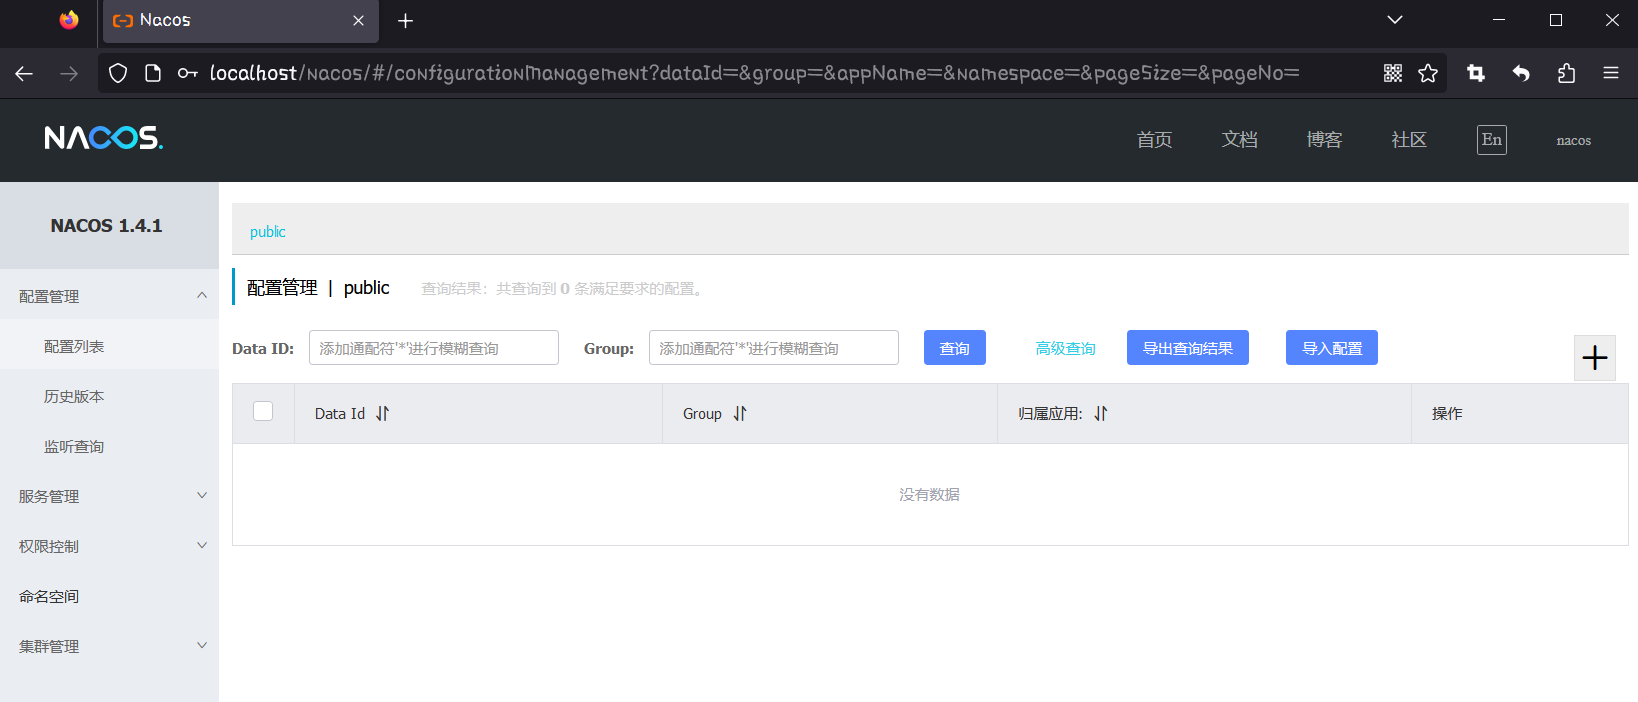 Nacos
localhost/nacos/#/configurationManagement?dataId=&group=&appName=&namespace=&pageSize=&pageNo=
NACOS.
首页 文档 博客 社区 En nacos
NACOS 1.4.1
配置管理
配置列表
历史版本
监听查询
服务管理
权限控制
命名空间
集群管理
public
配置管理 | public 查询结果：共查询到 0 条满足要求的配置。
Data ID: 添加通配符'*'进行模糊查询 Group: 添加通配符'*'进行模糊查询 查询 高级查询 导出查询结果 导入配置
Data Id Group 归属应用: 操作
没有数据